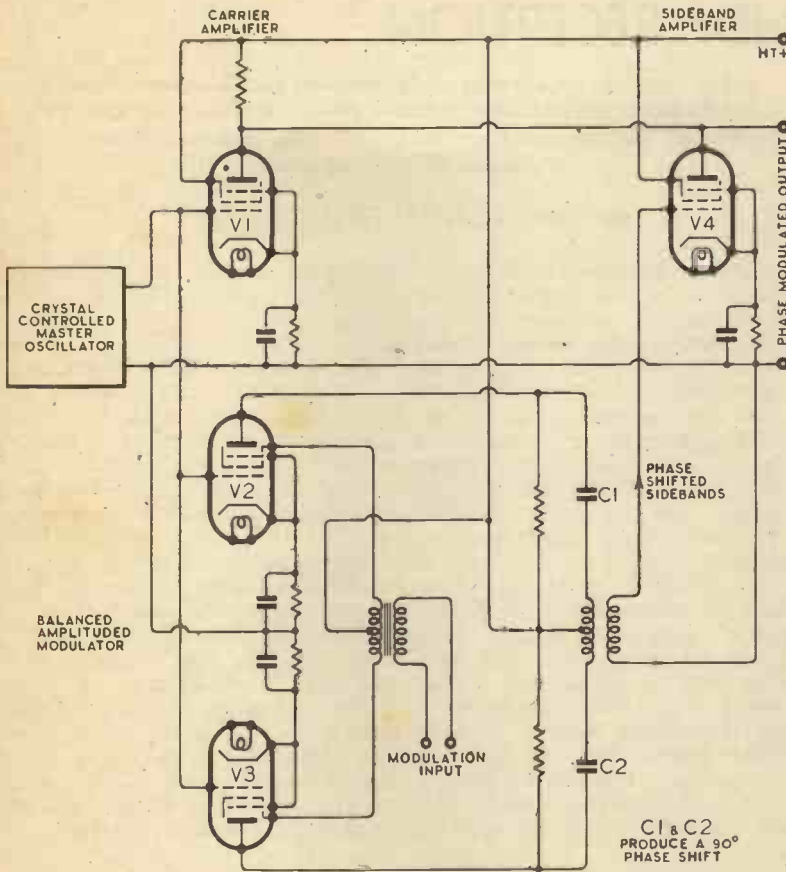 CARRIER
AMPLIFIER
SIDEBAND
AMPLIFIER
HT+
V1
V4
PHASE MODULATED OUTPUT
CRYSTAL
CONTROLLED
MASTER
OSCILLATOR
V2
C1
PHASE
SHIFTED
SIDEBANDS
BALANCED
AMPLITUDED
MODULATOR
V3
MODULATION
INPUT
C2
C1 & C2
PRODUCE A 90°
PHASE SHIFT